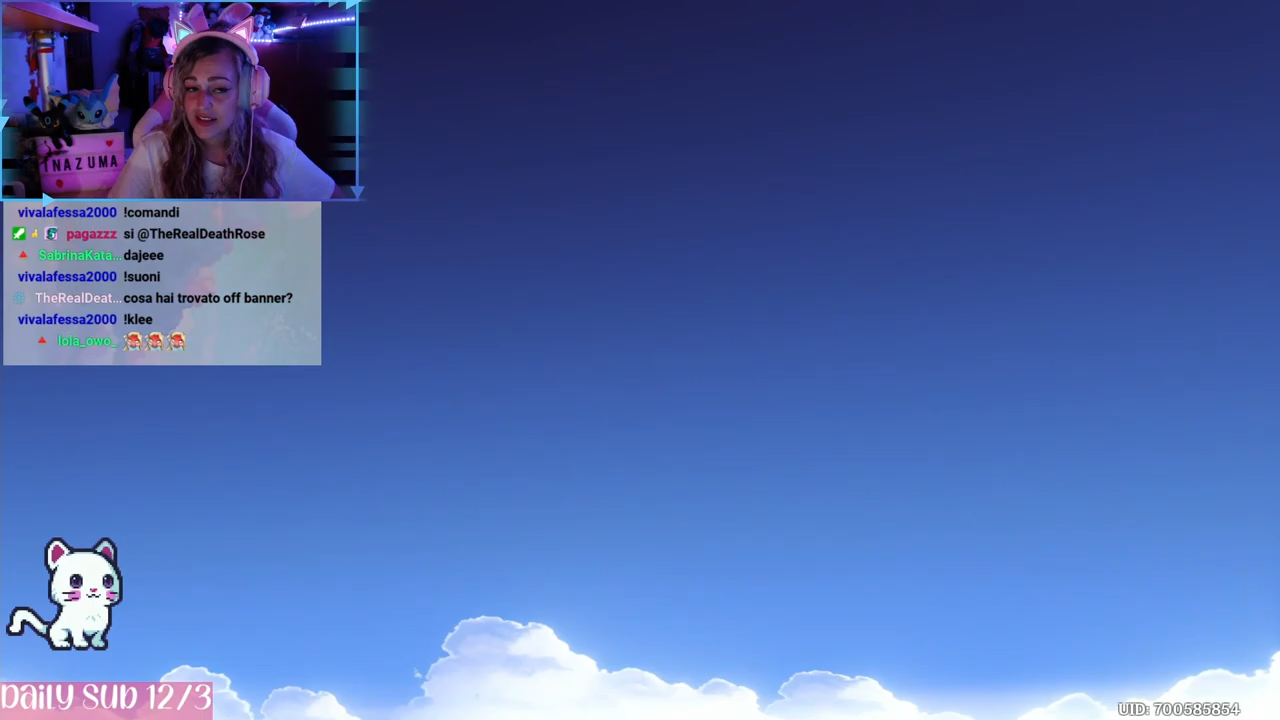 INAZUMA
vivalafessa2000 !comandi
pagazzz si @TheRealDeathRose
SabrinaKata... dajeee
vivalafessa2000 !suoni
TheRealDeat... cosa hai trovato off banner?
vivalafessa2000 !klee
lola_owo_
Daily Sub 12/3
UID: 700585854